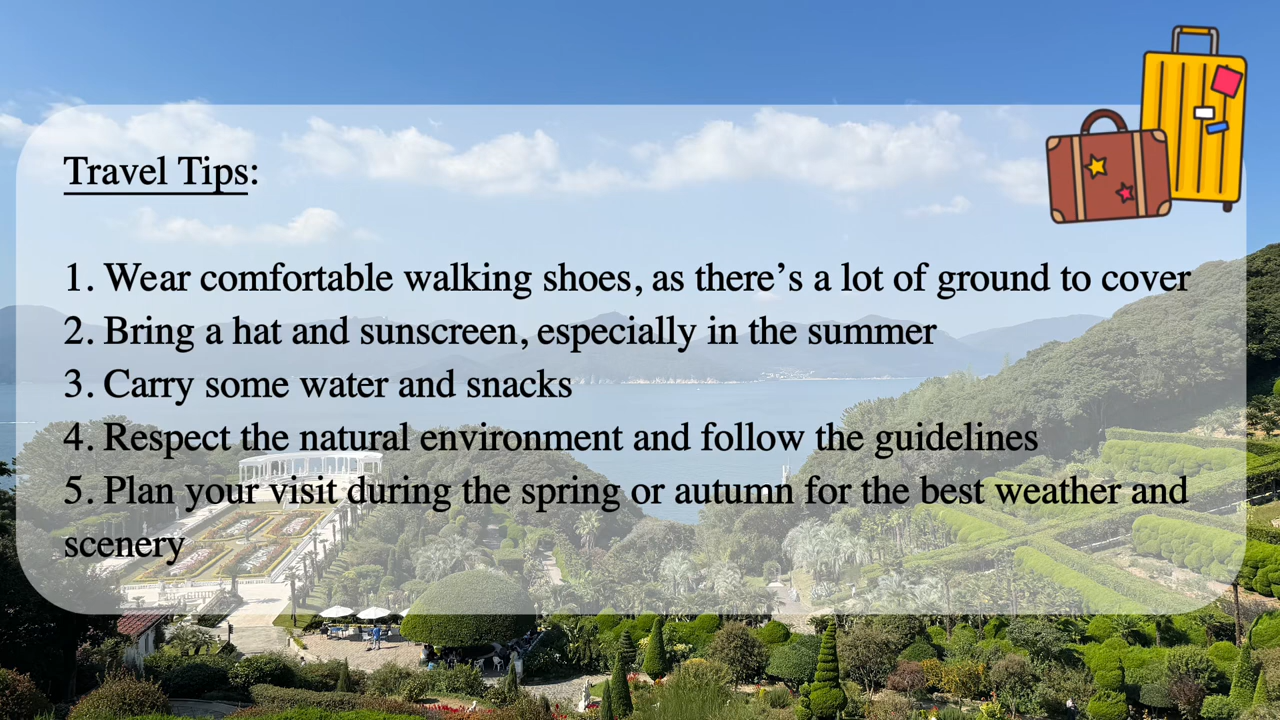 Travel Tips:
1. Wear comfortable walking shoes, as there’s a lot of ground to cover
2. Bring a hat and sunscreen, especially in the summer
3. Carry some water and snacks
4. Respect the natural environment and follow the guidelines
5. Plan your visit during the spring or autumn for the best weather and
scenery